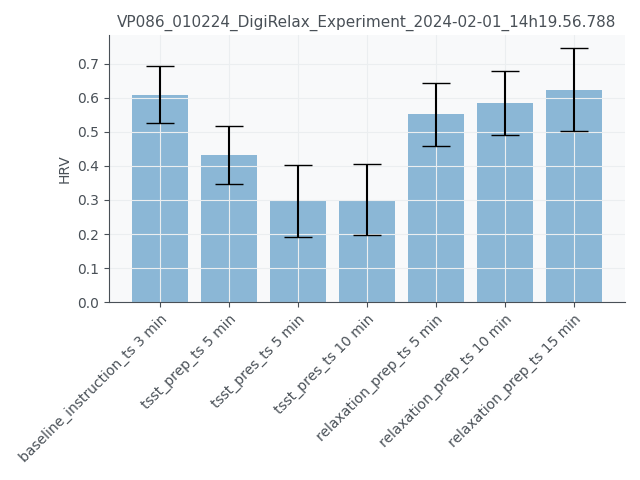 VP086_010224_DigiRelax_Experiment_2024-02-01_14h19.56.788
HRV
0.7
0.6
0.5
0.4
0.3
0.2
0.1
0.0
baseline_instruction_ts 3 min
tsst_prep_ts 5 min
tsst_pres_ts 5 min
tsst_pres_ts 10 min
relaxation_prep_ts 5 min
relaxation_prep_ts 10 min
relaxation_prep_ts 15 min